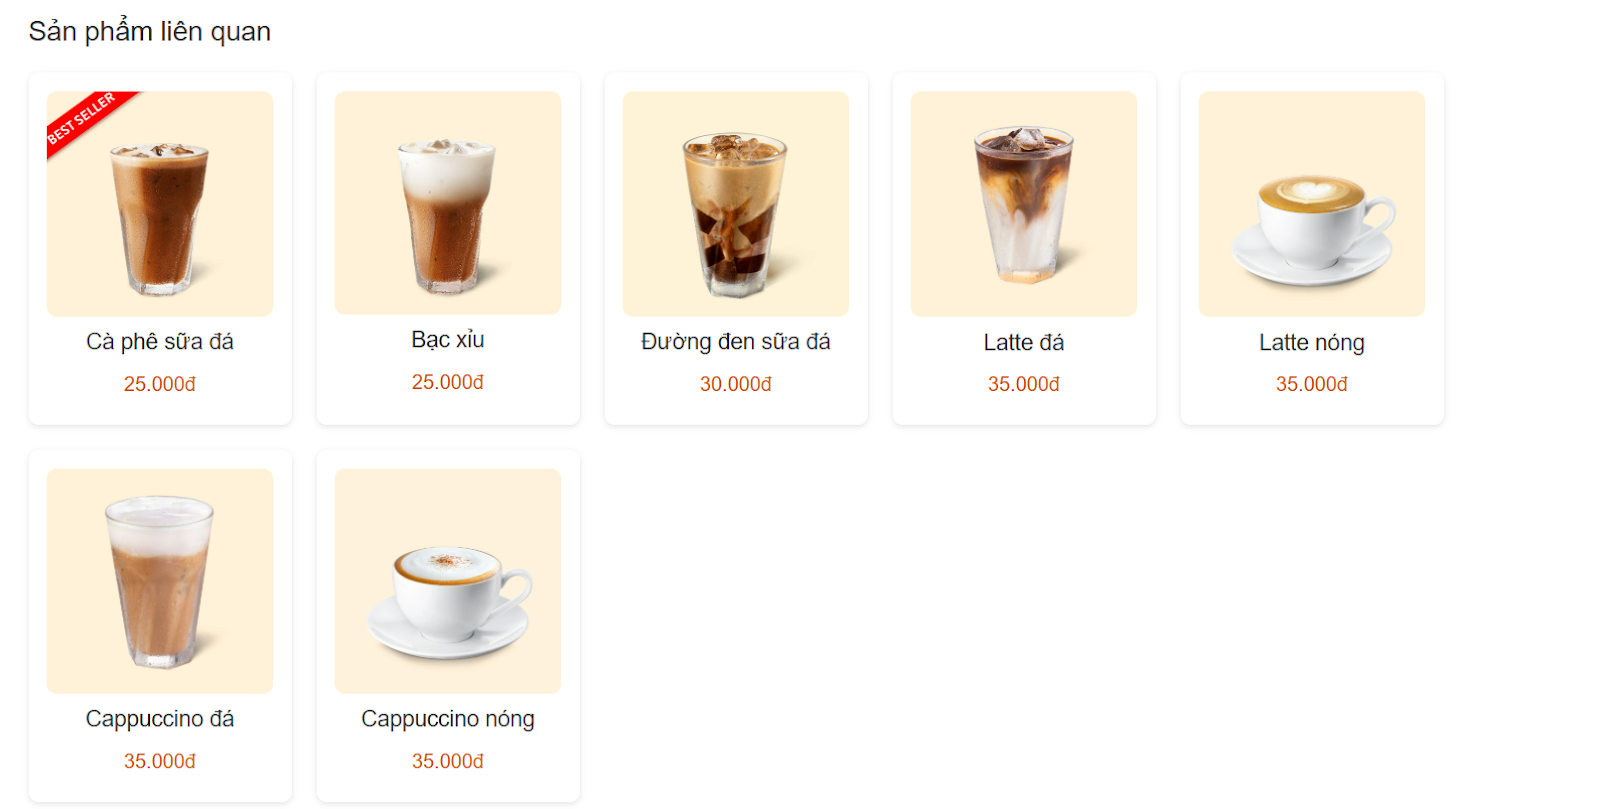 Sản phẩm liên quan
BEST SELLER
Cà phê sữa đá
25.000đ
Bạc xỉu
25.000đ
Đường đen sữa đá
30.000đ
Latte đá
35.000đ
Latte nóng
35.000đ
Cappuccino đá
35.000đ
Cappuccino nóng
35.000đ